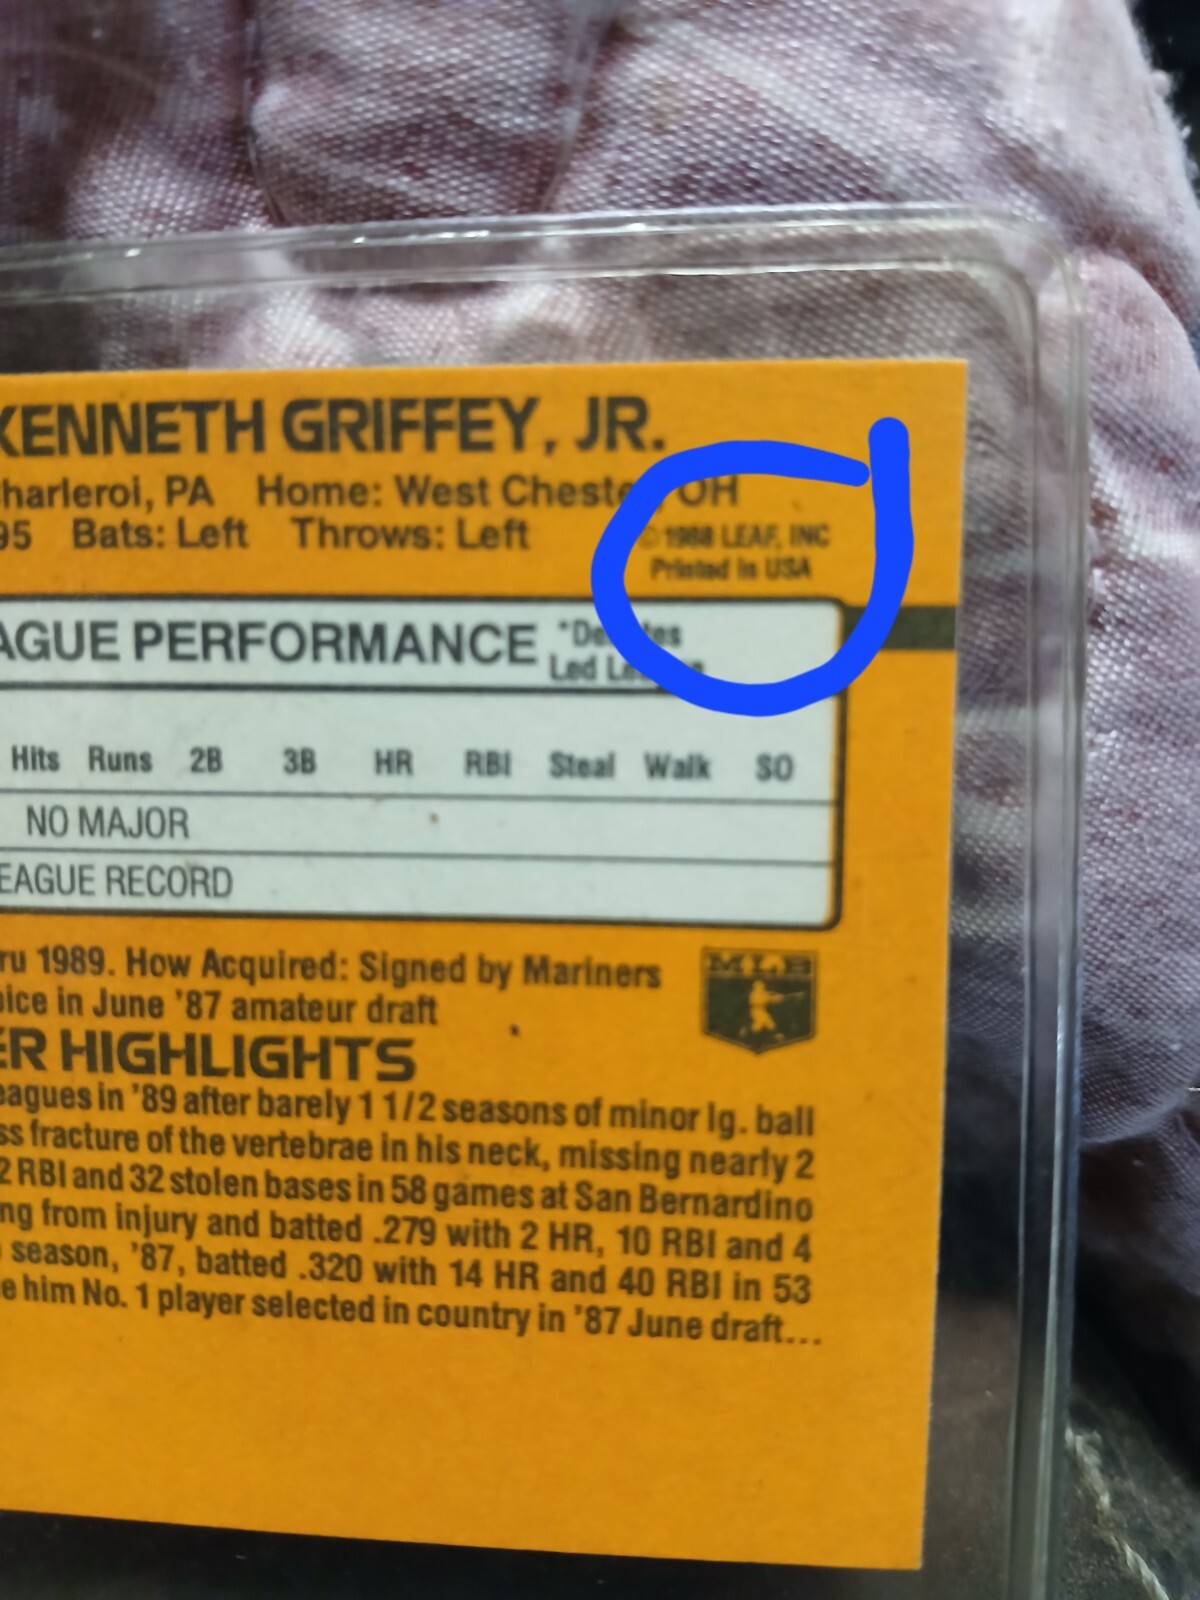 KENNETH GRIFFEY, JR.
harleroi, PA Home: West Cheste OH
95 Bats: Left Throws: Left
©1988 LEAF, INC
Printed in USA
AGUE PERFORMANCE *Denotes
Led League
Hits Runs 2B 3B HR RBI Steal Walk SO
NO MAJOR
EAGUE RECORD
ru 1989. How Acquired: Signed by Mariners
oice in June '87 amateur draft
MLB
ER HIGHLIGHTS
eagues in '89 after barely 1 1/2 seasons of minor lg. ball
ss fracture of the vertebrae in his neck, missing nearly 2
2 RBI and 32 stolen bases in 58 games at San Bernardino
ng from injury and batted .279 with 2 HR, 10 RBI and 4
season, '87, batted .320 with 14 HR and 40 RBI in 53
e him No. 1 player selected in country in '87 June draft...